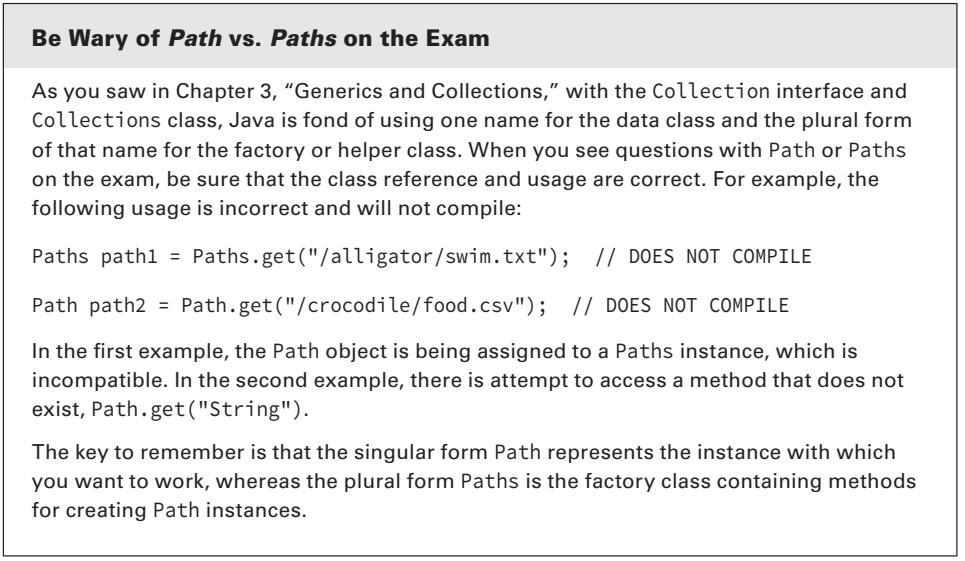 Be Wary of Path vs. Paths on the Exam
As you saw in Chapter 3, “Generics and Collections,” with the Collection interface and
Collections class, Java is fond of using one name for the data class and the plural form
of that name for the factory or helper class. When you see questions with Path or Paths
on the exam, be sure that the class reference and usage are correct. For example, the
following usage is incorrect and will not compile:
Paths path1 = Paths.get("/alligator/swim.txt");  // DOES NOT COMPILE
Path path2 = Path.get("/crocodile/food.csv");  // DOES NOT COMPILE
In the first example, the Path object is being assigned to a Paths instance, which is
incompatible. In the second example, there is attempt to access a method that does not
exist, Path.get("String").
The key to remember is that the singular form Path represents the instance with which
you want to work, whereas the plural form Paths is the factory class containing methods
for creating Path instances.